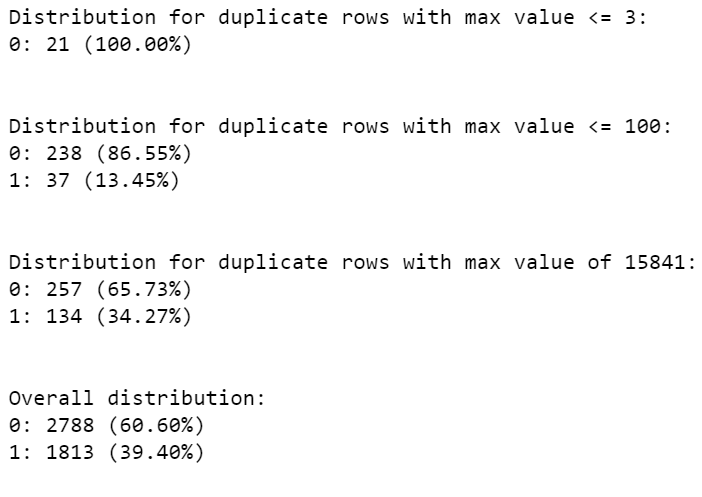 Distribution for duplicate rows with max value <= 3:
0: 21 (100.00%)
Distribution for duplicate rows with max value <= 100:
0: 238 (86.55%)
1: 37 (13.45%)
Distribution for duplicate rows with max value of 15841:
0: 257 (65.73%)
1: 134 (34.27%)
Overall distribution:
0: 2788 (60.60%)
1: 1813 (39.40%)